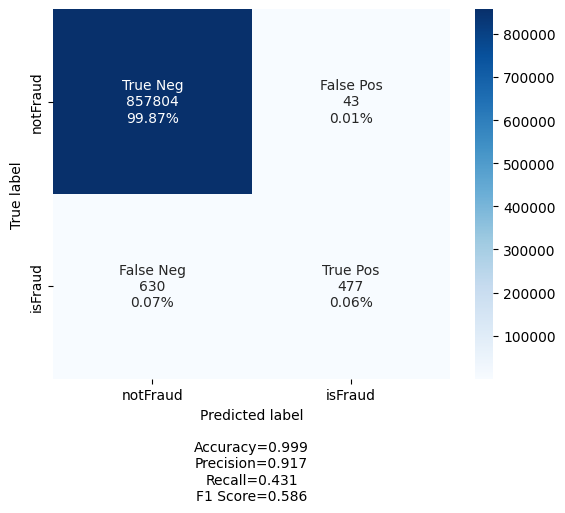 True Neg
857804
99.87%
False Pos
43
0.01%
False Neg
630
0.07%
True Pos
477
0.06%
notFraud
isFraud
True label
notFraud
isFraud
Predicted label
800000
700000
600000
500000
400000
300000
200000
100000
Accuracy=0.999
Precision=0.917
Recall=0.431
F1 Score=0.586